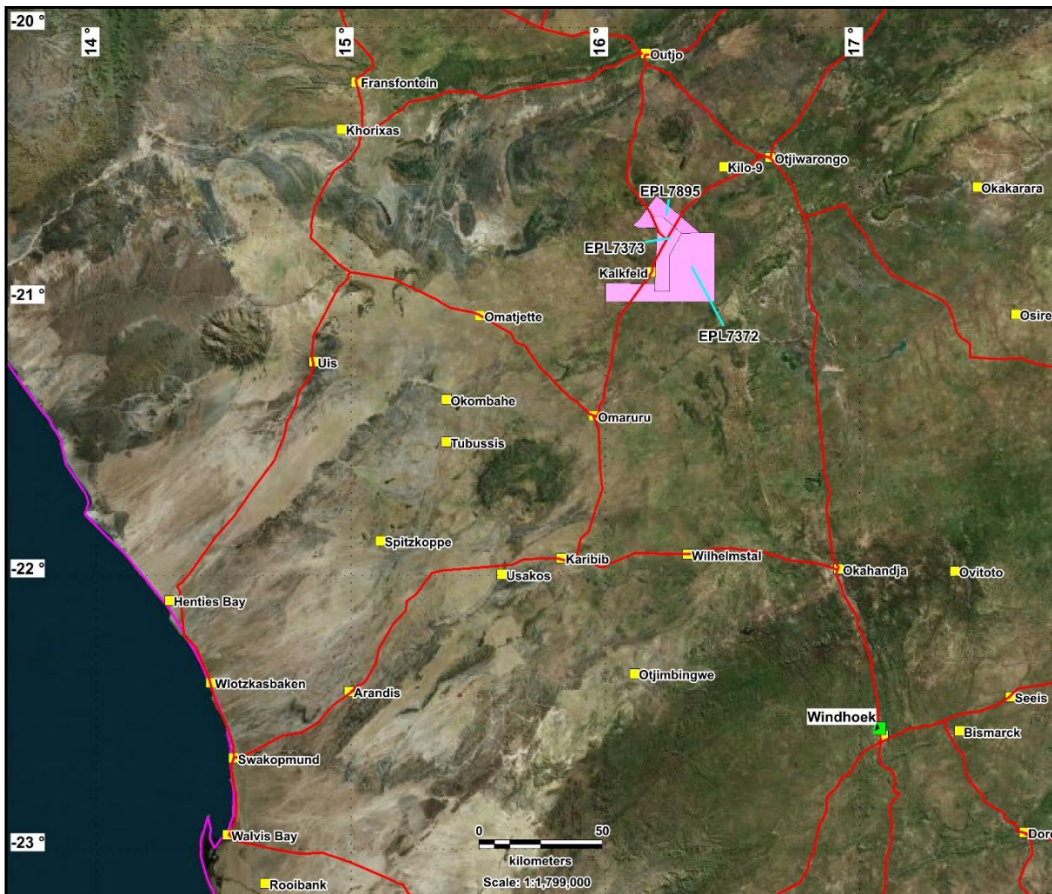 -20 °
14 °
15 °
16 °
17 °
Outjo
Fransfontein
Khorixas
Otjiwarongo
Kilo-9
EPL7895
Okakarara
EPL7373
Kalkfeld
-21 °
Osire
Omatjette
EPL7372
Uis
Okombahe
Omaruru
Tubussis
Spitzkoppe
Karibib
Wilhelmstal
-22 °
Usakos
Okahandja
Ovitoto
Henties Bay
Otjimbingwe
Wlotzkasbaken
Arandis
Seeis
Windhoek
Bismarck
Swakopmund
Walvis Bay
0 50
Dord
-23 °
kilometers
Rooibank
Scale: 1:1,799,000